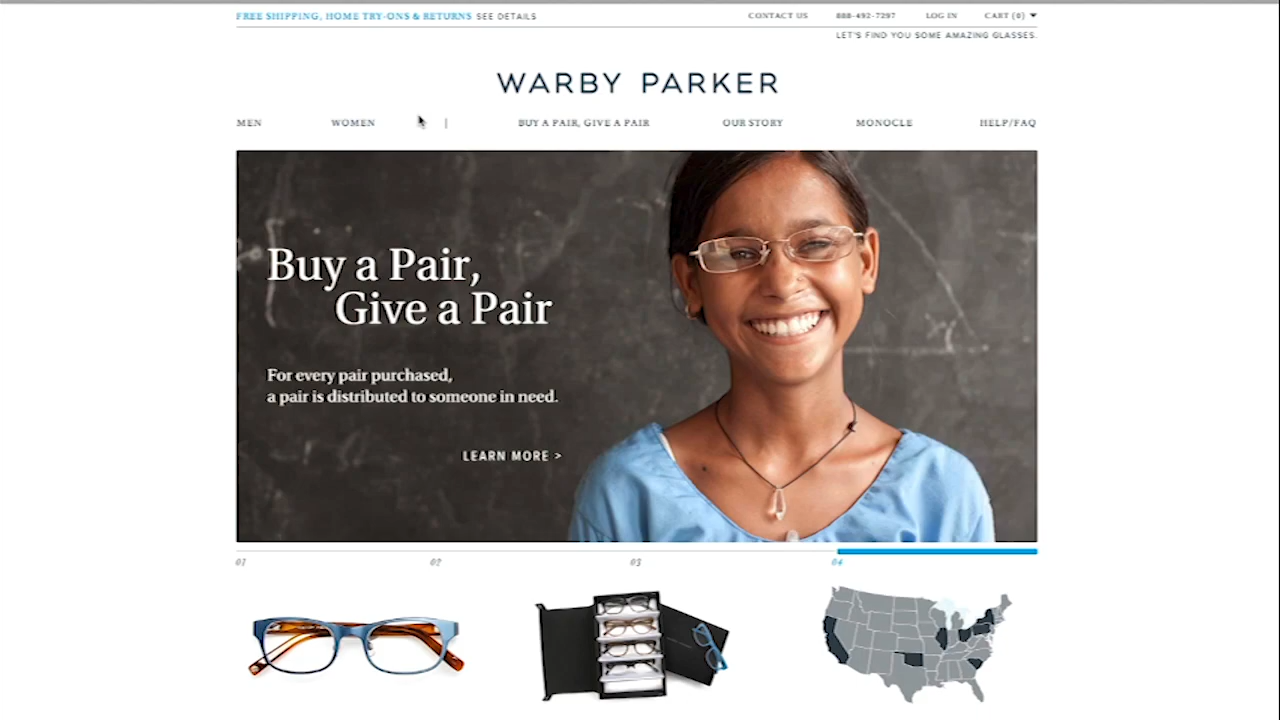 FREE SHIPPING, HOME TRY-ONS & RETURNS SEE DETAILS CONTACT US 888-492-7297 LOG IN CART (0)
LET'S FIND YOU SOME AMAZING GLASSES.
WARBY PARKER
MEN WOMEN | BUY A PAIR, GIVE A PAIR OUR STORY MONOCLE HELP/FAQ
Buy a Pair,
Give a Pair
For every pair purchased,
a pair is distributed to someone in need.
LEARN MORE >
01 02 03 04